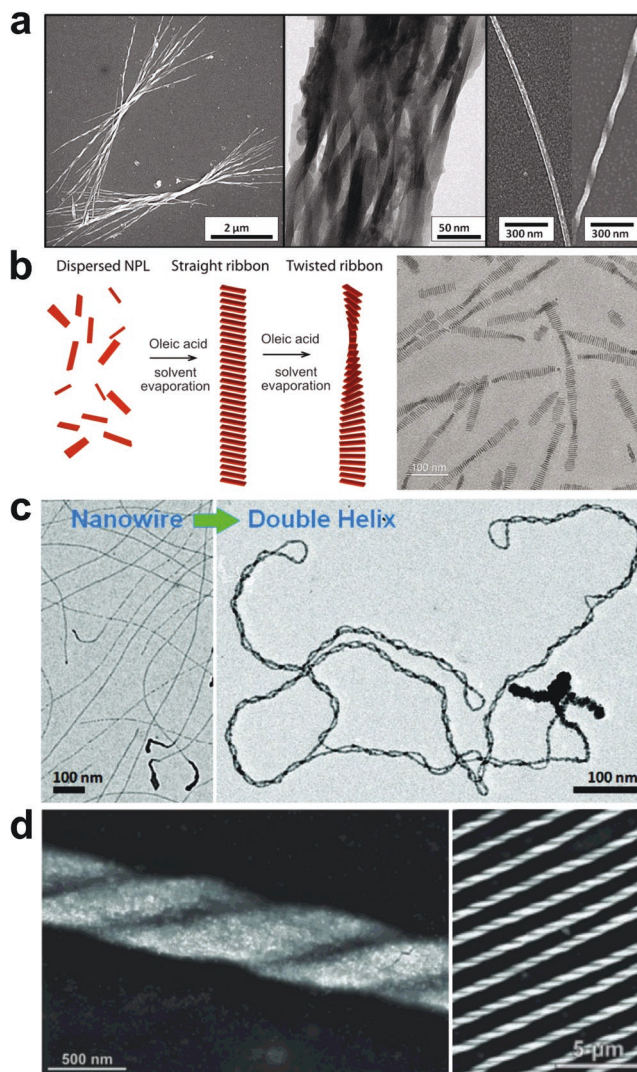 a
2 µm
50 nm
300 nm
300 nm
b
Dispersed NPL
Straight ribbon
Twisted ribbon
Oleic acid
solvent
evaporation
Oleic acid
solvent
evaporation
100 nm
c
Nanowire
Double Helix
100 nm
100 nm
d
500 nm
5 µm